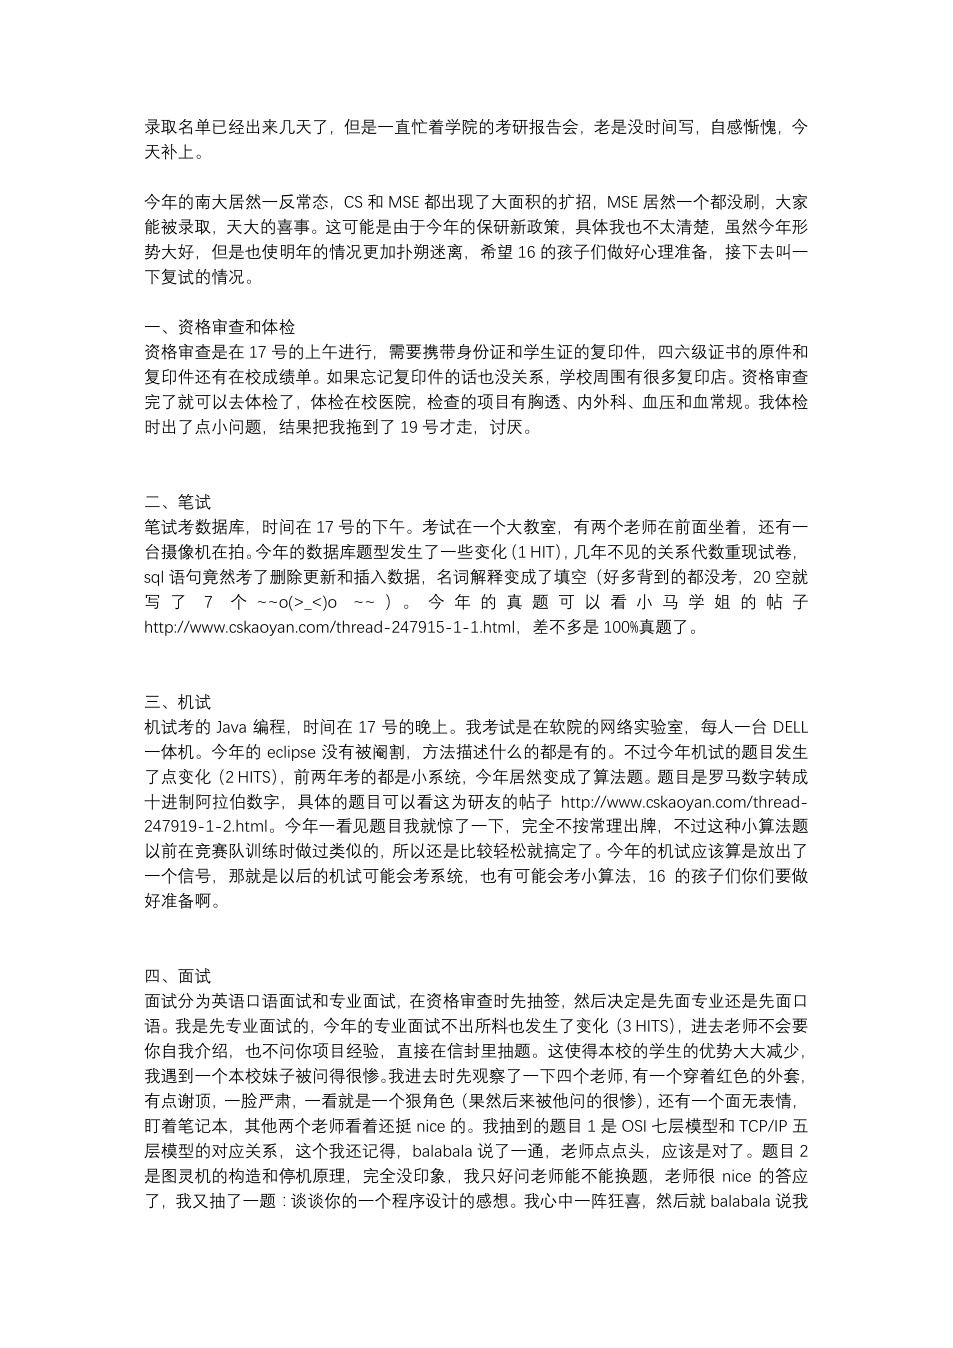 录取名单已经出来几天了，但是一直忙着学院的考研报告会，老是没时间写，自感惭愧，今
天补上。
今年的南大居然一反常态，CS 和 MSE 都出现了大面积的扩招，MSE 居然一个都没刷，大家
能被录取，天大的喜事。这可能是由于今年的保研新政策，具体我也不太清楚，虽然今年形
势大好，但是也使明年的情况更加扑朔迷离，希望 16 的孩子们做好心理准备，接下去叫一
下复试的情况。
一、资格审查和体检
资格审查是在 17 号的上午进行，需要携带身份证和学生证的复印件，四六级证书的原件和
复印件还有在校成绩单。如果忘记复印件的话也没关系，学校周围有很多复印店。资格审查
完了就可以去体检了，体检在校医院，检查的项目有胸透、内外科、血压和血常规。我体检
时出了点小问题，结果把我拖到了 19 号才走，讨厌。
二、笔试
笔试考数据库，时间在 17 号的下午。考试在一个大教室，有两个老师在前面坐着，还有一
台摄像机在拍。今年的数据库题型发生了一些变化（1 HIT），几年不见的关系代数重现试卷，
sql 语句竟然考了删除更新和插入数据，名词解释变成了填空（好多背到的都没考，20 空就
写了 7 个~~o(>_<)o ~~）。今年的真题可以看小马学姐的帖子
http://www.cskaoyan.com/thread-247915-1-1.html，差不多是 100%真题了。
三、机试
机试考的 Java 编程，时间在 17 号的晚上。我考试是在软院的网络实验室，每人一台 DELL
一体机。今年的 eclipse 没有被阉割，方法描述什么的都是有的。不过今年机试的题目发生
了点变化（2 HITS），前两年考的都是小系统，今年居然变成了算法题。题目是罗马数字转成
十进制阿拉伯数字，具体的题目可以看这为研友的帖子 http://www.cskaoyan.com/thread-
247919-1-2.html。今年一看见题目我就惊了一下，完全不按常理出牌，不过这种小算法题
以前在竞赛队训练时做过类似的，所以还是比较轻松就搞定了。今年的机试应该算是放出了
一个信号，那就是以后的机试可能会考系统，也有可能会考小算法，16 的孩子们你们要做
好准备啊。
四、面试
面试分为英语口语面试和专业面试，在资格审查时先抽签，然后决定是先面专业还是先面口
语。我是先专业面试的，今年的专业面试不出所料也发生了变化（3 HITS），进去老师不会要
你自我介绍，也不问你项目经验，直接在信封里抽题。这使得本校的学生的优势大大减少，
我遇到一个本校妹子被问得很惨。我进去时先观察了一下四个老师，有一个穿着红色的外套，
有点谢顶，一脸严肃，一看就是一个狠角色（果然后来被他问的很惨），还有一个面无表情，
盯着笔记本，其他两个老师看着还挺 nice 的。我抽到的题目 1 是 OSI 七层模型和 TCP/IP 五
层模型的对应关系，这个我还记得，balabala 说了一通，老师点点头，应该是对了。题目 2
是图灵机的构造和停机原理，完全没印象，我只好问老师能不能换题，老师很 nice 的答应
了，我又抽了一题：谈谈你的一个程序设计的感想。我心中一阵狂喜，然后就 balabala 说我